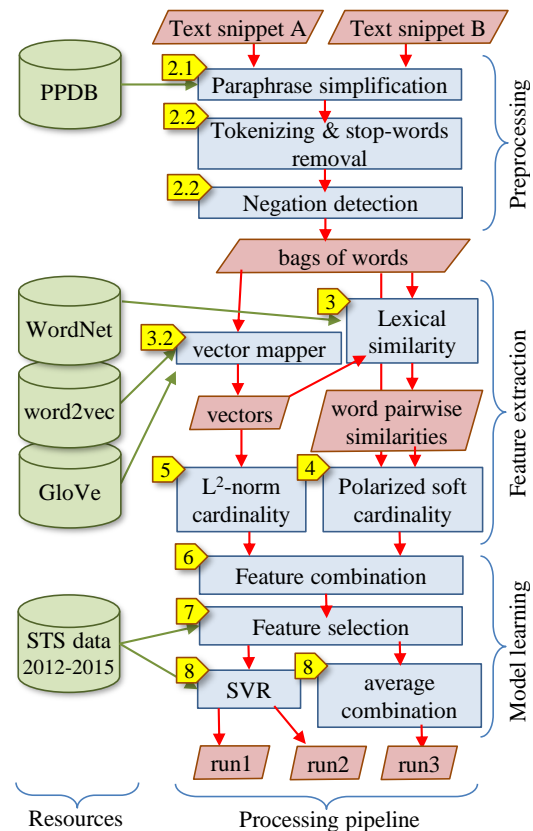 Text snippet A
Text snippet B
2.1
PPDB
Paraphrase simplification
2.2
Tokenizing & stop-words
removal
2.2
Negation detection
Preprocessing
bags of words
WordNet
3
Lexical
similarity
3.2
vector mapper
word2vec
vectors
word pairwise
similarities
GloVe
Feature extraction
5
L²-norm
cardinality
4
Polarized soft
cardinality
6
Feature combination
7
Feature selection
STS data
2012-2015
8
SVR
8
average
combination
Model learning
run1
run2
run3
Resources
Processing pipeline